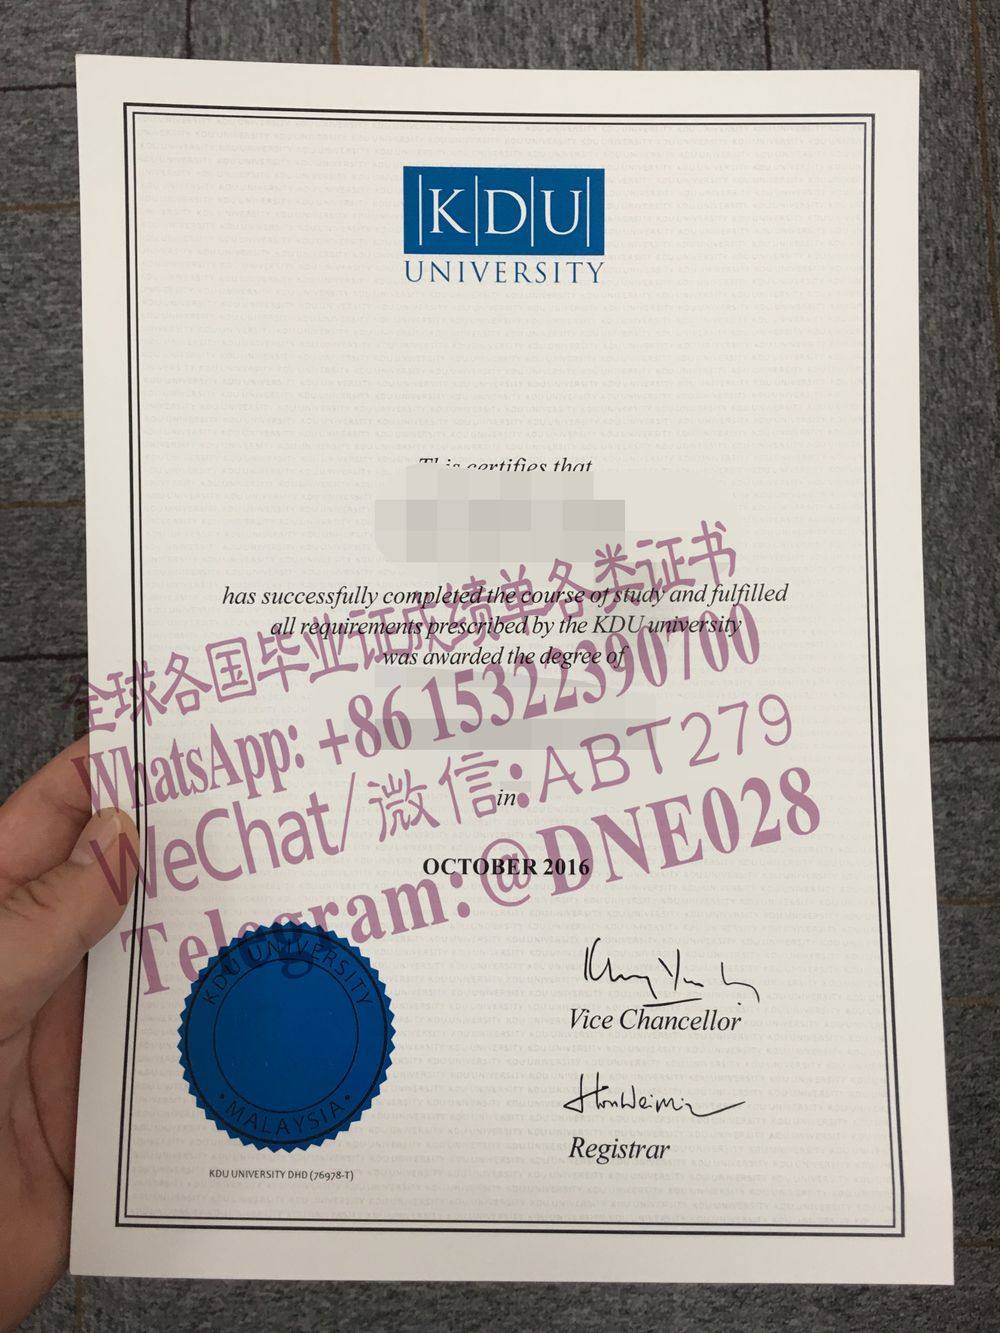 KDU
UNIVERSITY
This certifies that
has successfully completed the course of study and fulfilled
all requirements prescribed by the KDU university
was awarded the degree of
全球各国毕业证成绩单各类证书
WhatsApp: +86 15322390700
WeChat/微信:ABT279
in
OCTOBER 2016
Telegram:@DNE028
KDU UNIVERSITY
MALAYSIA
Vice Chancellor
Registrar
KDU UNIVERSITY DHD (76978-T)